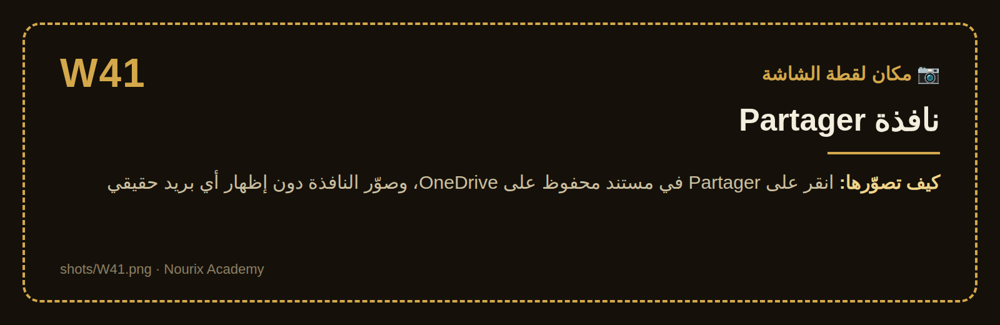 W41
📷 مكان لقطة الشاشة
نافذة Partager
كيف تصوّرها: انقر على Partager في مستند محفوظ على OneDrive، وصوّر النافذة دون إظهار أي بريد حقيقي
shots/W41.png · Nourix Academy